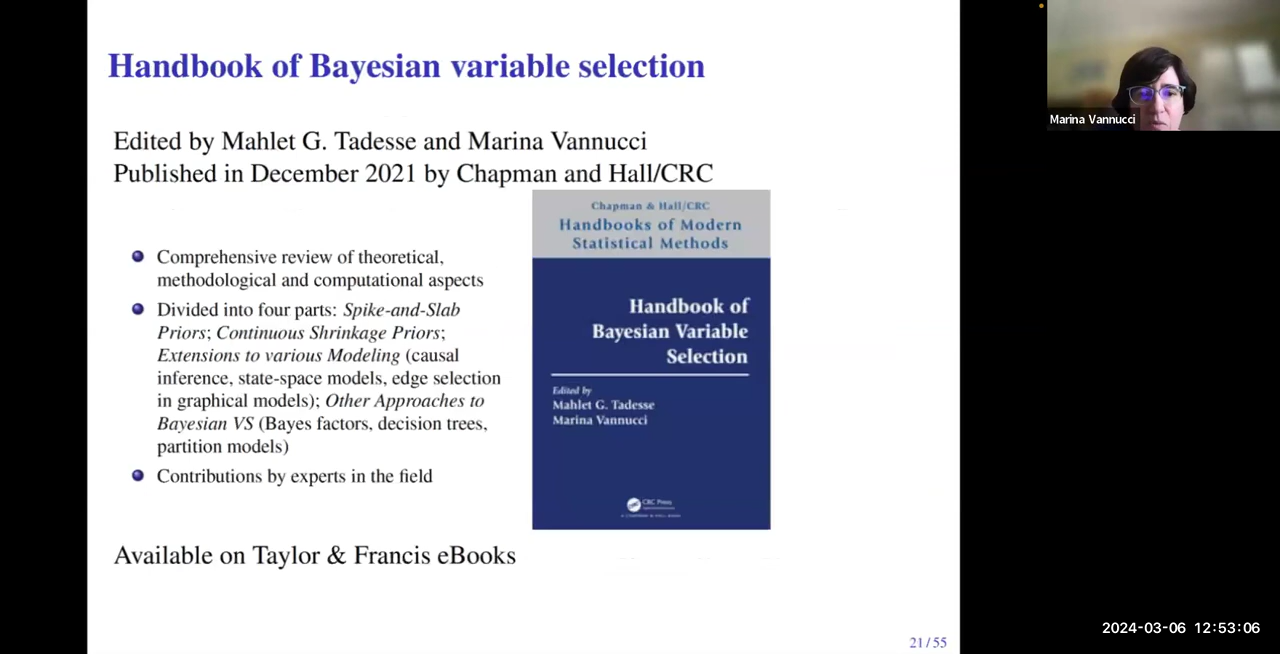 Handbook of Bayesian variable selection
Edited by Mahlet G. Tadesse and Marina Vannucci
Published in December 2021 by Chapman and Hall/CRC
Comprehensive review of theoretical,
methodological and computational aspects
Divided into four parts: Spike-and-Slab
Priors; Continuous Shrinkage Priors;
Extensions to various Modeling (causal
inference, state-space models, edge selection
in graphical models); Other Approaches to
Bayesian VS (Bayes factors, decision trees,
partition models)
Contributions by experts in the field
Chapman & Hall/CRC
Handbooks of Modern
Statistical Methods
Handbook of
Bayesian Variable
Selection
Edited by
Mahlet G. Tadesse
Marina Vannucci
CRC Press
Available on Taylor & Francis eBooks
21/55
Marina Vannucci
2024-03-06 12:53:06